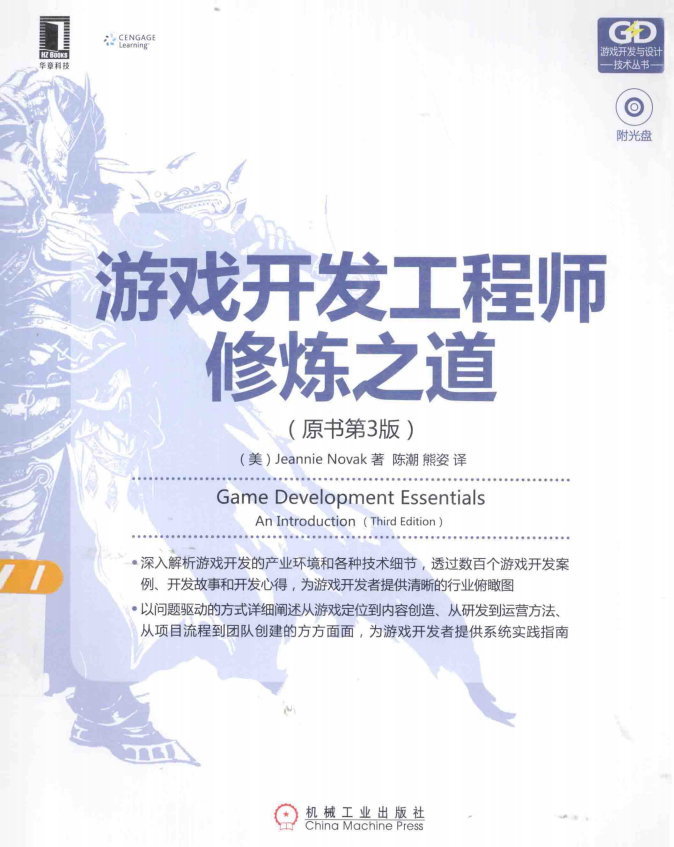 HZ BOOKS
华章科技
CENGAGE
Learning™
GD
游戏开发与设计
技术丛书
附光盘
游戏开发工程师
修炼之道
（原书第3版）
（美）Jeannie Novak 著 陈潮 熊姿 译
Game Development Essentials
An Introduction（Third Edition）
• 深入解析游戏开发的产业环境和各种技术细节，透过数百个游戏开发案
例、开发故事和开发心得，为游戏开发者提供清晰的行业俯瞰图
• 以问题驱动的方式详细阐述从游戏定位到内容创造、从研发到运营方法、
从项目流程到团队创建的方方面面，为游戏开发者提供系统实践指南
机械工业出版社
China Machine Press